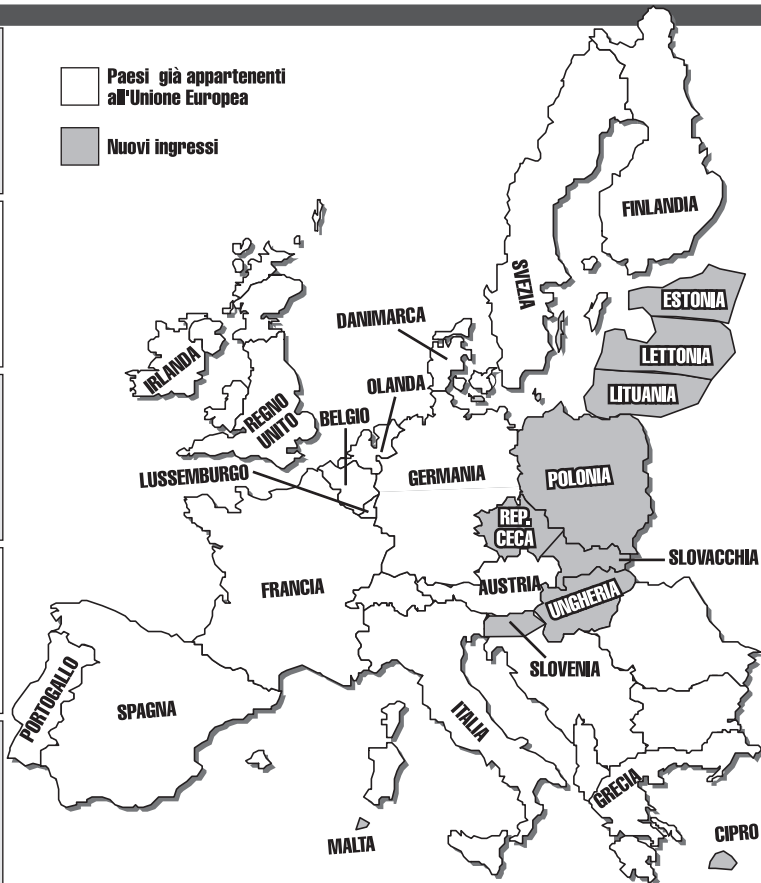 Paesi già appartenenti
all'Unione Europea
Nuovi ingressi
FINLANDIA
SVEZIA
ESTONIA
DANIMARCA
LETTONIA
IRLANDA
OLANDA
LITUANIA
REGNO
UNITO
BELGIO
LUSSEMBURGO
GERMANIA
POLONIA
REP.
CECA
SLOVACCHIA
FRANCIA
AUSTRIA
UNGHERIA
SLOVENIA
PORTOGALLO
SPAGNA
ITALIA
GRECIA
MALTA
CIPRO